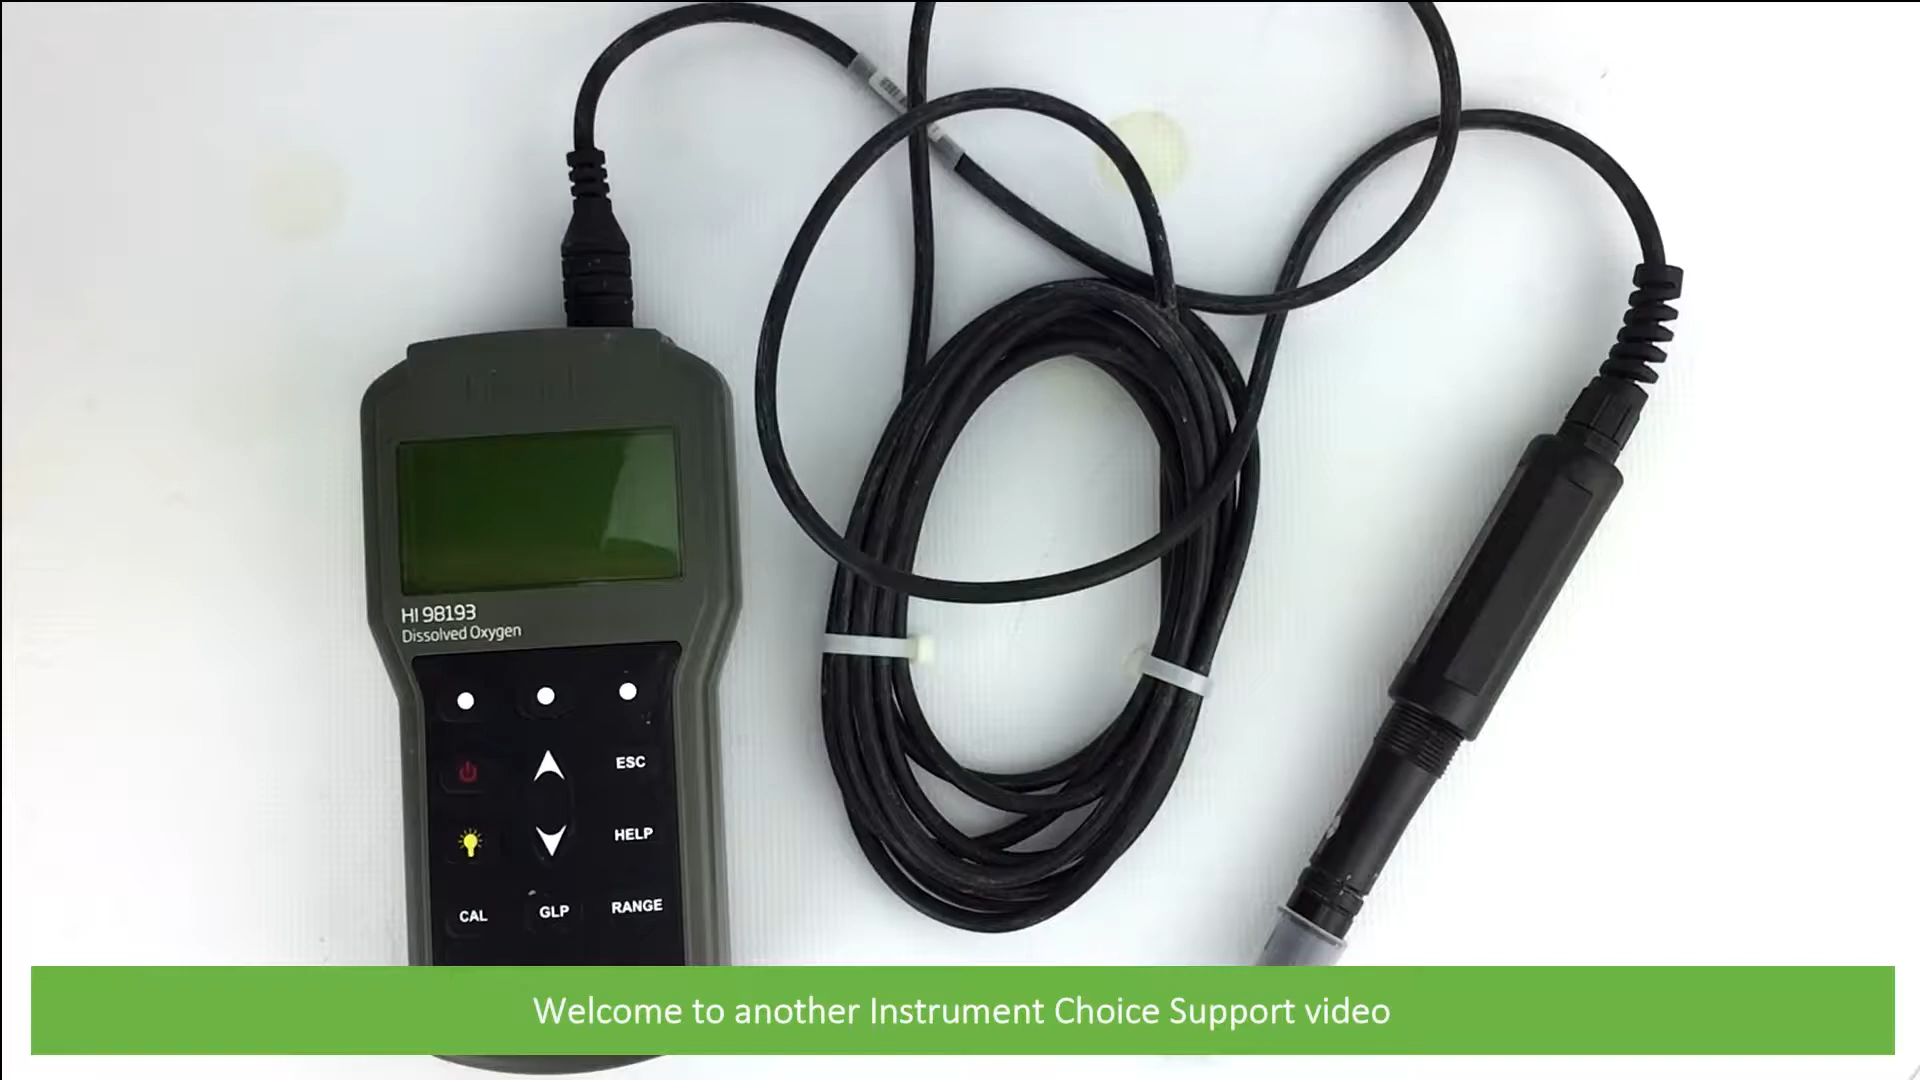 HI 98193
Dissolved Oxygen
ESC
HELP
CAL
GLP
RANGE
Welcome to another Instrument Choice Support video